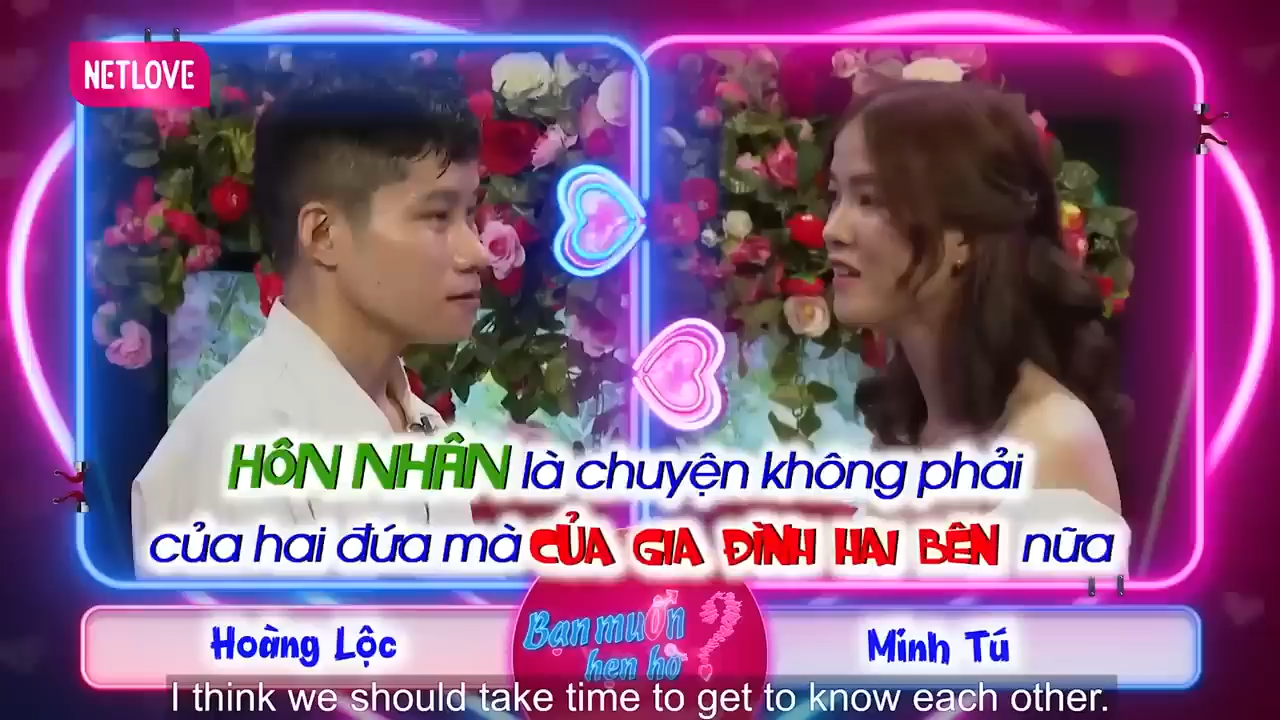 NETLOVE
HÔN NHÂN là chuyện không phải
của hai đứa mà CỦA GIA ĐÌNH HAI BÊN nữa
Hoàng Lộc
Bạn muốn
hẹn hò
?
Minh Tú
I think we should take time to get to know each other.